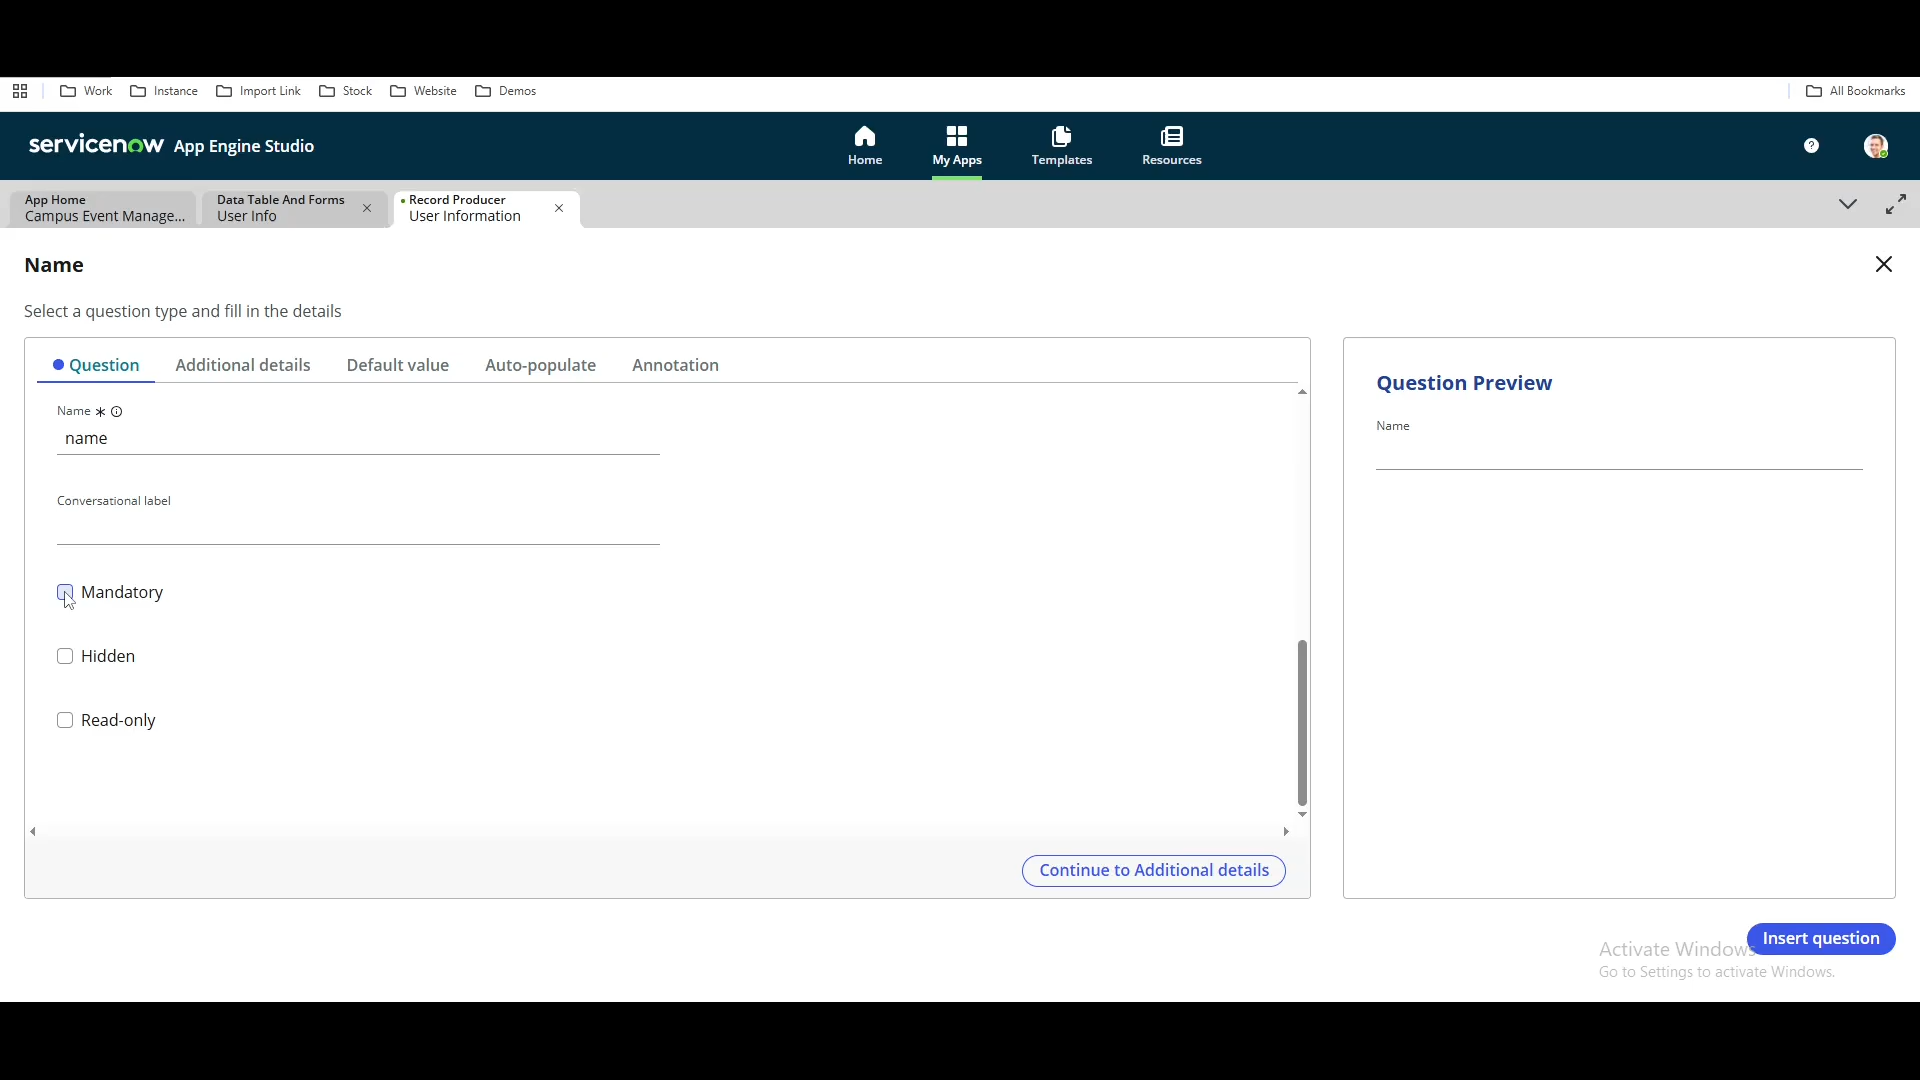 Work
Instance
Import Link
Stock
Website
Demos
All Bookmarks
servicenow App Engine Studio
Home
My Apps
Templates
Resources
?
App Home
Campus Event Manage...
Data Table And Forms
User Info
Record Producer
User Information
Name
Select a question type and fill in the details
Question
Additional details
Default value
Auto-populate
Annotation
Name *
name
Conversational label
Mandatory
Hidden
Read-only
Continue to Additional details
Question Preview
Name
Insert question
Activate Windows
Go to Settings to activate Windows.